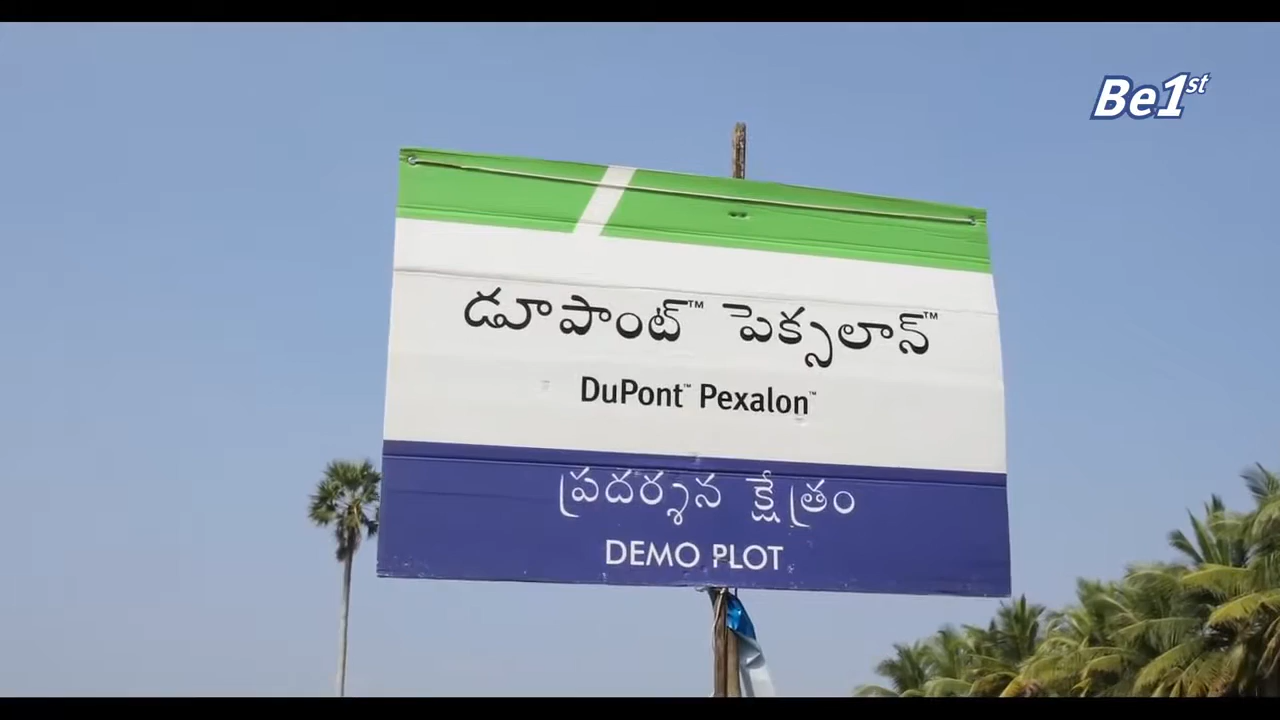 Be1st
డూపాంట్™ పెక్సలాన్™
DuPont™ Pexalon™
ప్రదర్శన క్షేత్రం
DEMO PLOT